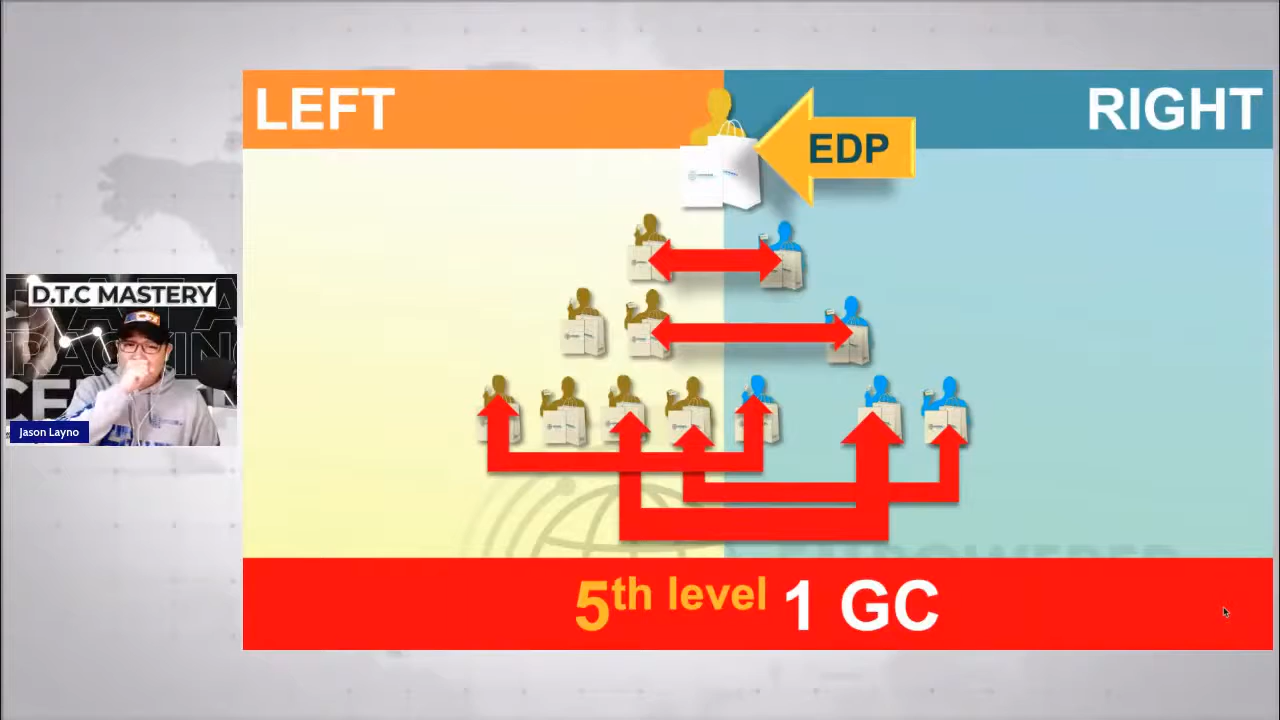 LEFT
RIGHT
EDP
D.T.C MASTERY
Jason Layno
5th level 1 GC